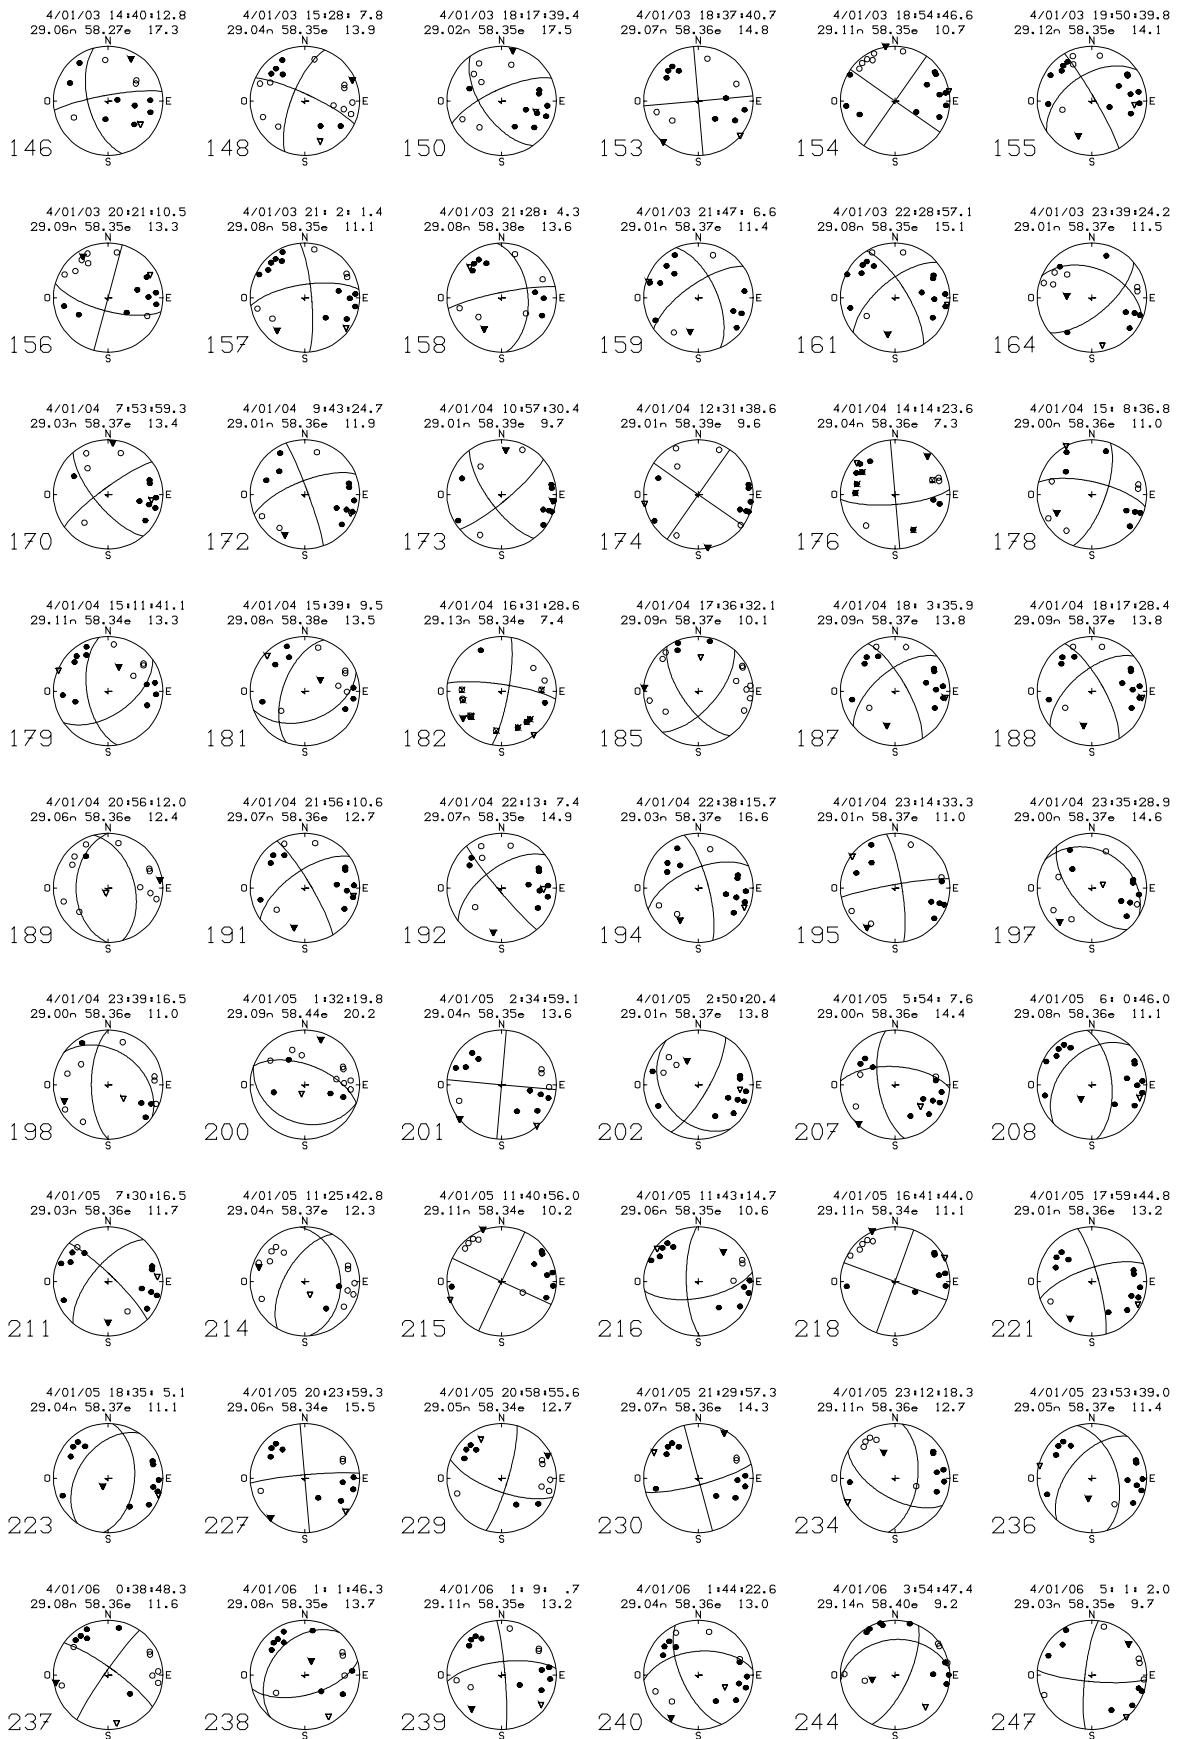 4/01/03 14:40:12.8 4/01/03 15:28: 7.8 4/01/03 18:17:39.4 4/01/03 18:37:40.7 4/01/03 18:54:46.6 4/01/03 19:50:39.8
29.06n 58.27e 17.3 29.04n 58.35e 13.9 29.02n 58.35e 17.5 29.07n 58.36e 14.8 29.11n 58.35e 10.7 29.12n 58.35e 14.1
N N N N N N
O E O E O E O E O E O E
146 148 150 153 154 155
S S S S S S
4/01/03 20:21:10.5 4/01/03 21: 2: 1.4 4/01/03 21:28: 4.3 4/01/03 21:47: 6.6 4/01/03 22:28:57.1 4/01/03 23:39:24.2
29.09n 58.35e 13.3 29.08n 58.35e 11.1 29.08n 58.38e 13.6 29.01n 58.37e 11.4 29.01n 58.38e 15.1 29.01n 58.37e 11.5
N N N N N N
O E O E O E O E O E O E
156 157 158 159 161 164
S S S S S S
4/01/04 7:53:59.3 4/01/04 9:43:24.7 4/01/04 10:57:30.4 4/01/04 12:31:38.6 4/01/04 14:14:23.6 4/01/04 15: 8:36.8
29.03n 58.37e 13.4 29.01n 58.36e 11.9 29.01n 58.39e 9.7 29.01n 58.39e 9.6 29.04n 58.36e 7.3 29.00n 58.36e 11.0
N N N N N N
O E O E O E O E O E O E
170 172 173 174 176 178
S S S S S S
4/01/04 15:11:41.1 4/01/04 15:39: 9.5 4/01/04 16:31:28.6 4/01/04 17:36:32.1 4/01/04 18: 3:35.9 4/01/04 18:17:28.4
29.11n 58.34e 13.3 29.08n 58.38e 13.5 29.13n 58.34e 7.4 29.09n 58.37e 10.1 29.09n 58.37e 13.8 29.09n 58.37e 13.8
N N N N N N
O E O E O E O E O E O E
179 181 182 185 187 188
S S S S S S
4/01/04 20:56:12.0 4/01/04 21:56:10.6 4/01/04 22:13: 7.4 4/01/04 22:38:15.7 4/01/04 23:14:33.3 4/01/04 23:35:28.9
29.06n 58.36e 12.4 29.07n 58.36e 12.7 29.07n 58.35e 14.9 29.03n 58.37e 16.6 29.01n 58.37e 11.0 29.00n 58.37e 14.6
N N N N N N
O E O E O E O E O E O E
189 191 192 194 195 197
S S S S S S
4/01/04 23:39:16.5 4/01/05 1:32:19.8 4/01/05 2:34:59.1 4/01/05 2:50:20.4 4/01/05 5:54: 7.6 4/01/05 6: 0:46.0
29.00n 58.36e 11.0 29.09n 58.44e 20.2 29.04n 58.35e 13.6 29.01n 58.37e 13.8 29.00n 58.36e 14.4 29.08n 58.36e 11.1
N N N N N N
O E O E O E O E O E O E
198 200 201 202 207 208
S S S S S S
4/01/05 7:30:16.5 4/01/05 11:25:42.8 4/01/05 11:40:56.0 4/01/05 11:43:14.7 4/01/05 16:41:44.0 4/01/05 17:59:44.8
29.03n 58.36e 11.7 29.04n 58.37e 12.3 29.11n 58.34e 10.2 29.06n 58.35e 10.6 29.11n 58.34e 11.1 29.01n 58.36e 13.2
N N N N N N
O E O E O E O E O E O E
211 214 215 216 218 221
S S S S S S
4/01/05 18:35: 5.1 4/01/05 20:23:59.3 4/01/05 20:58:55.6 4/01/05 21:29:57.3 4/01/05 23:12:18.3 4/01/05 23:53:39.0
29.04n 58.37e 11.1 29.06n 58.34e 15.5 29.05n 58.34e 12.7 29.07n 58.36e 14.3 29.11n 58.36e 12.7 29.05n 58.37e 11.4
N N N N N N
O E O E O E O E O E O E
223 227 229 230 234 236
S S S S S S
4/01/06 0:38:48.3 4/01/06 1: 1:46.3 4/01/06 1: 9: .7 4/01/06 1:44:22.6 4/01/06 3:54:47.4 4/01/06 5: 1: 2.0
29.08n 58.36e 11.6 29.08n 58.35e 13.7 29.11n 58.35e 13.2 29.04n 58.36e 13.0 29.14n 58.40e 9.2 29.03n 58.35e 9.7
N N N N N N
O E O E O E O E O E O E
237 238 239 240 244 247
S S S S S S